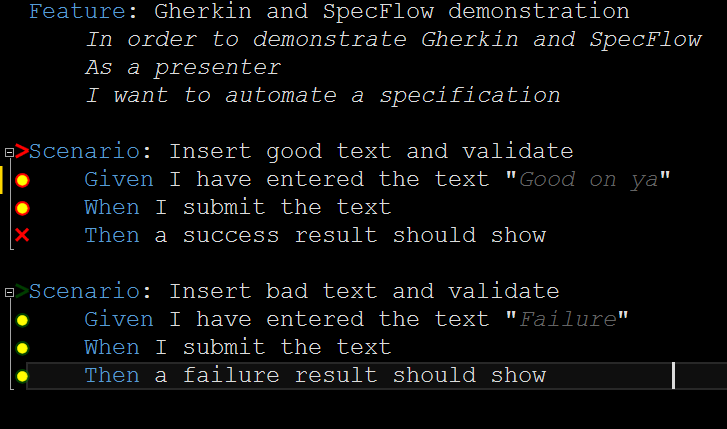 Feature: Gherkin and SpecFlow demonstration
In order to demonstrate Gherkin and SpecFlow
As a presenter
I want to automate a specification
Scenario: Insert good text and validate
Given I have entered the text "Good on ya"
When I submit the text
Then a success result should show
Scenario: Insert bad text and validate
Given I have entered the text "Failure"
When I submit the text
Then a failure result should show